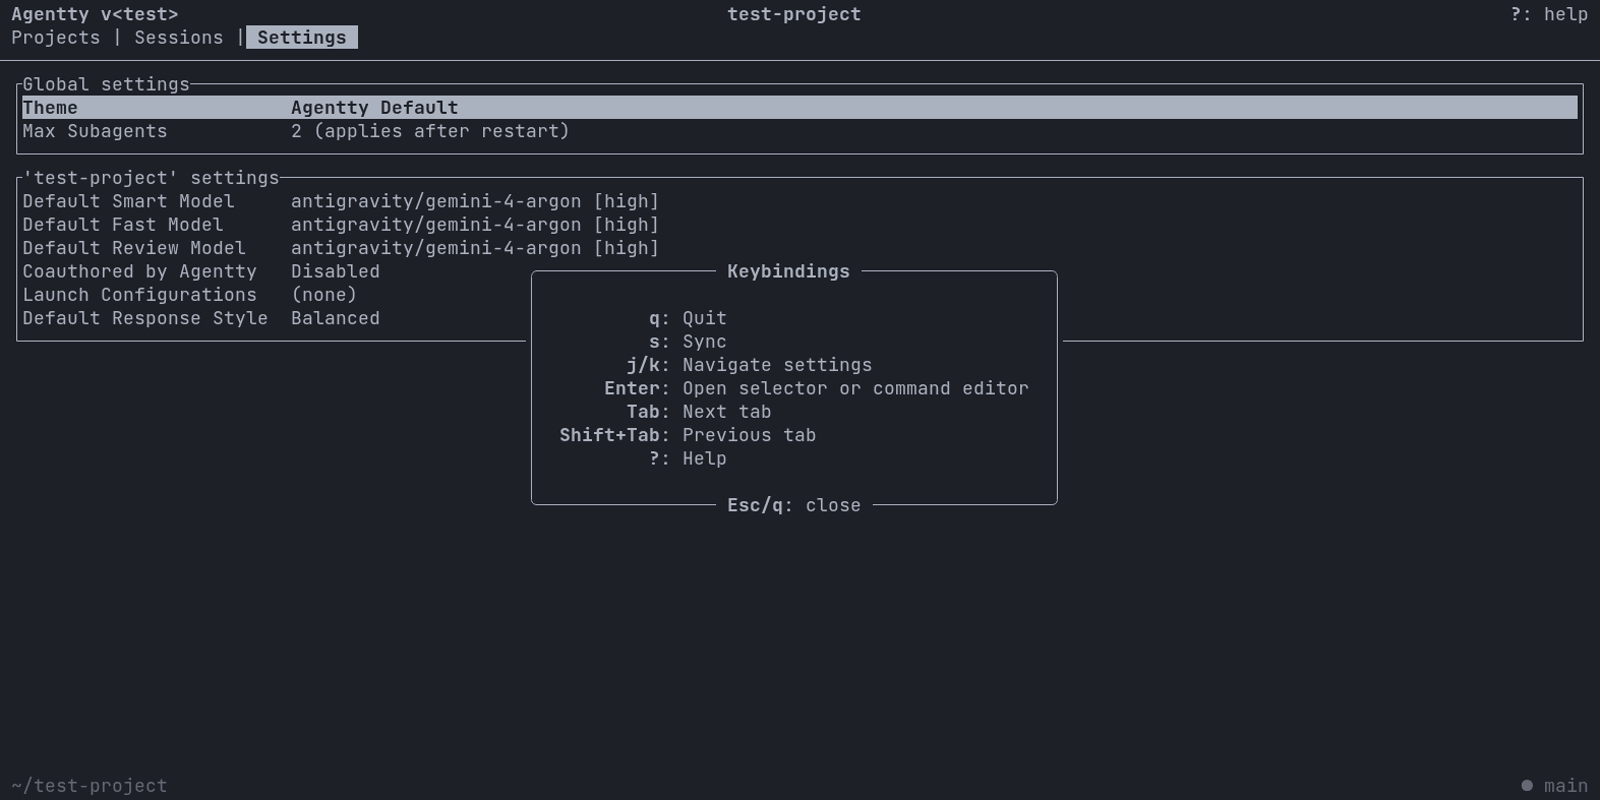 Agentty v<test> test-project ?: help
Projects | Sessions | Settings
Global settings
Theme Agentty Default
Max Subagents 2 (applies after restart)
'test-project' settings
Default Smart Model antigravity/gemini-4-argon [high]
Default Fast Model antigravity/gemini-4-argon [high]
Default Review Model antigravity/gemini-4-argon [high]
Coauthored by Agentty Disabled
Launch Configurations (none)
Default Response Style Balanced
Keybindings
q: Quit
s: Sync
j/k: Navigate settings
Enter: Open selector or command editor
Tab: Next tab
Shift+Tab: Previous tab
?: Help
Esc/q: close
~/test-project ● main